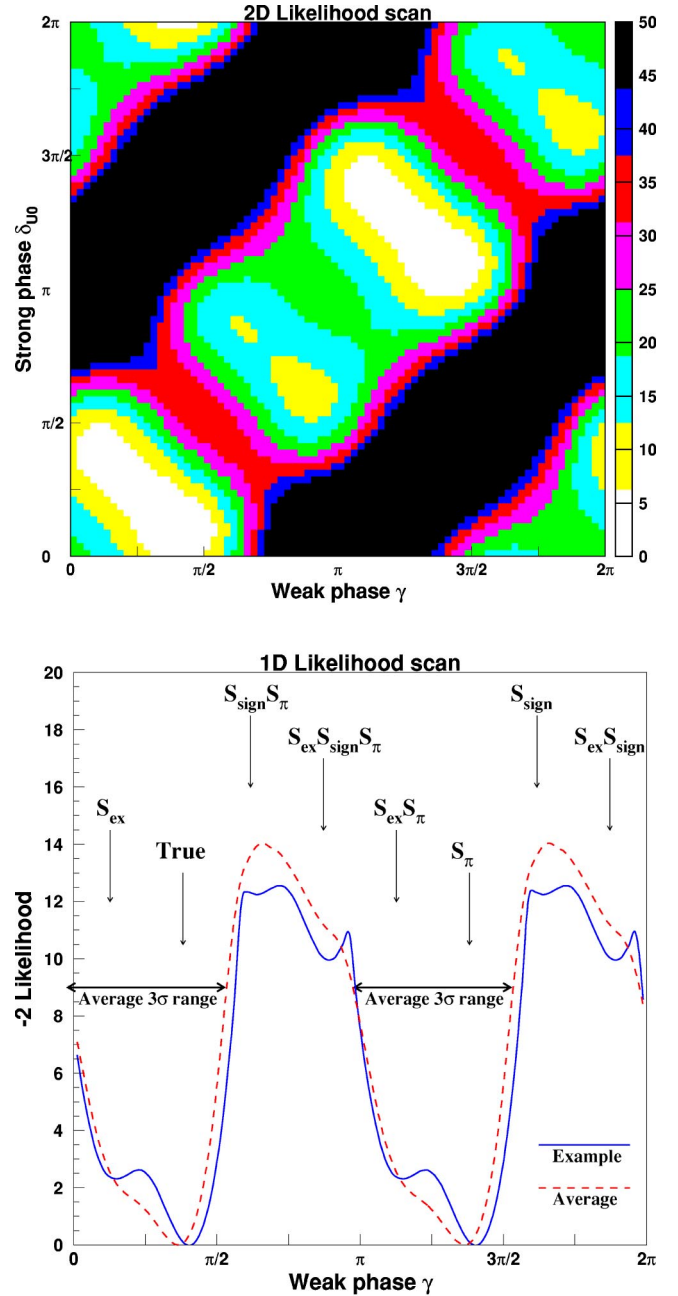 2D Likelihood scan
2π
3π/2
π
π/2
0
Strong phase δU0
0 π/2 π 3π/2 2π
Weak phase γ
50
45
40
35
30
25
20
15
10
5
0
1D Likelihood scan
20
18
16
14
12
10
8
6
4
2
0
-2 Likelihood
SsignSπ
Ssign
SexSsignSπ
SexSsign
Sex
SexSπ
True
Sπ
Average 3σ range
Average 3σ range
Example
Average
0 π/2 π 3π/2 2π
Weak phase γ